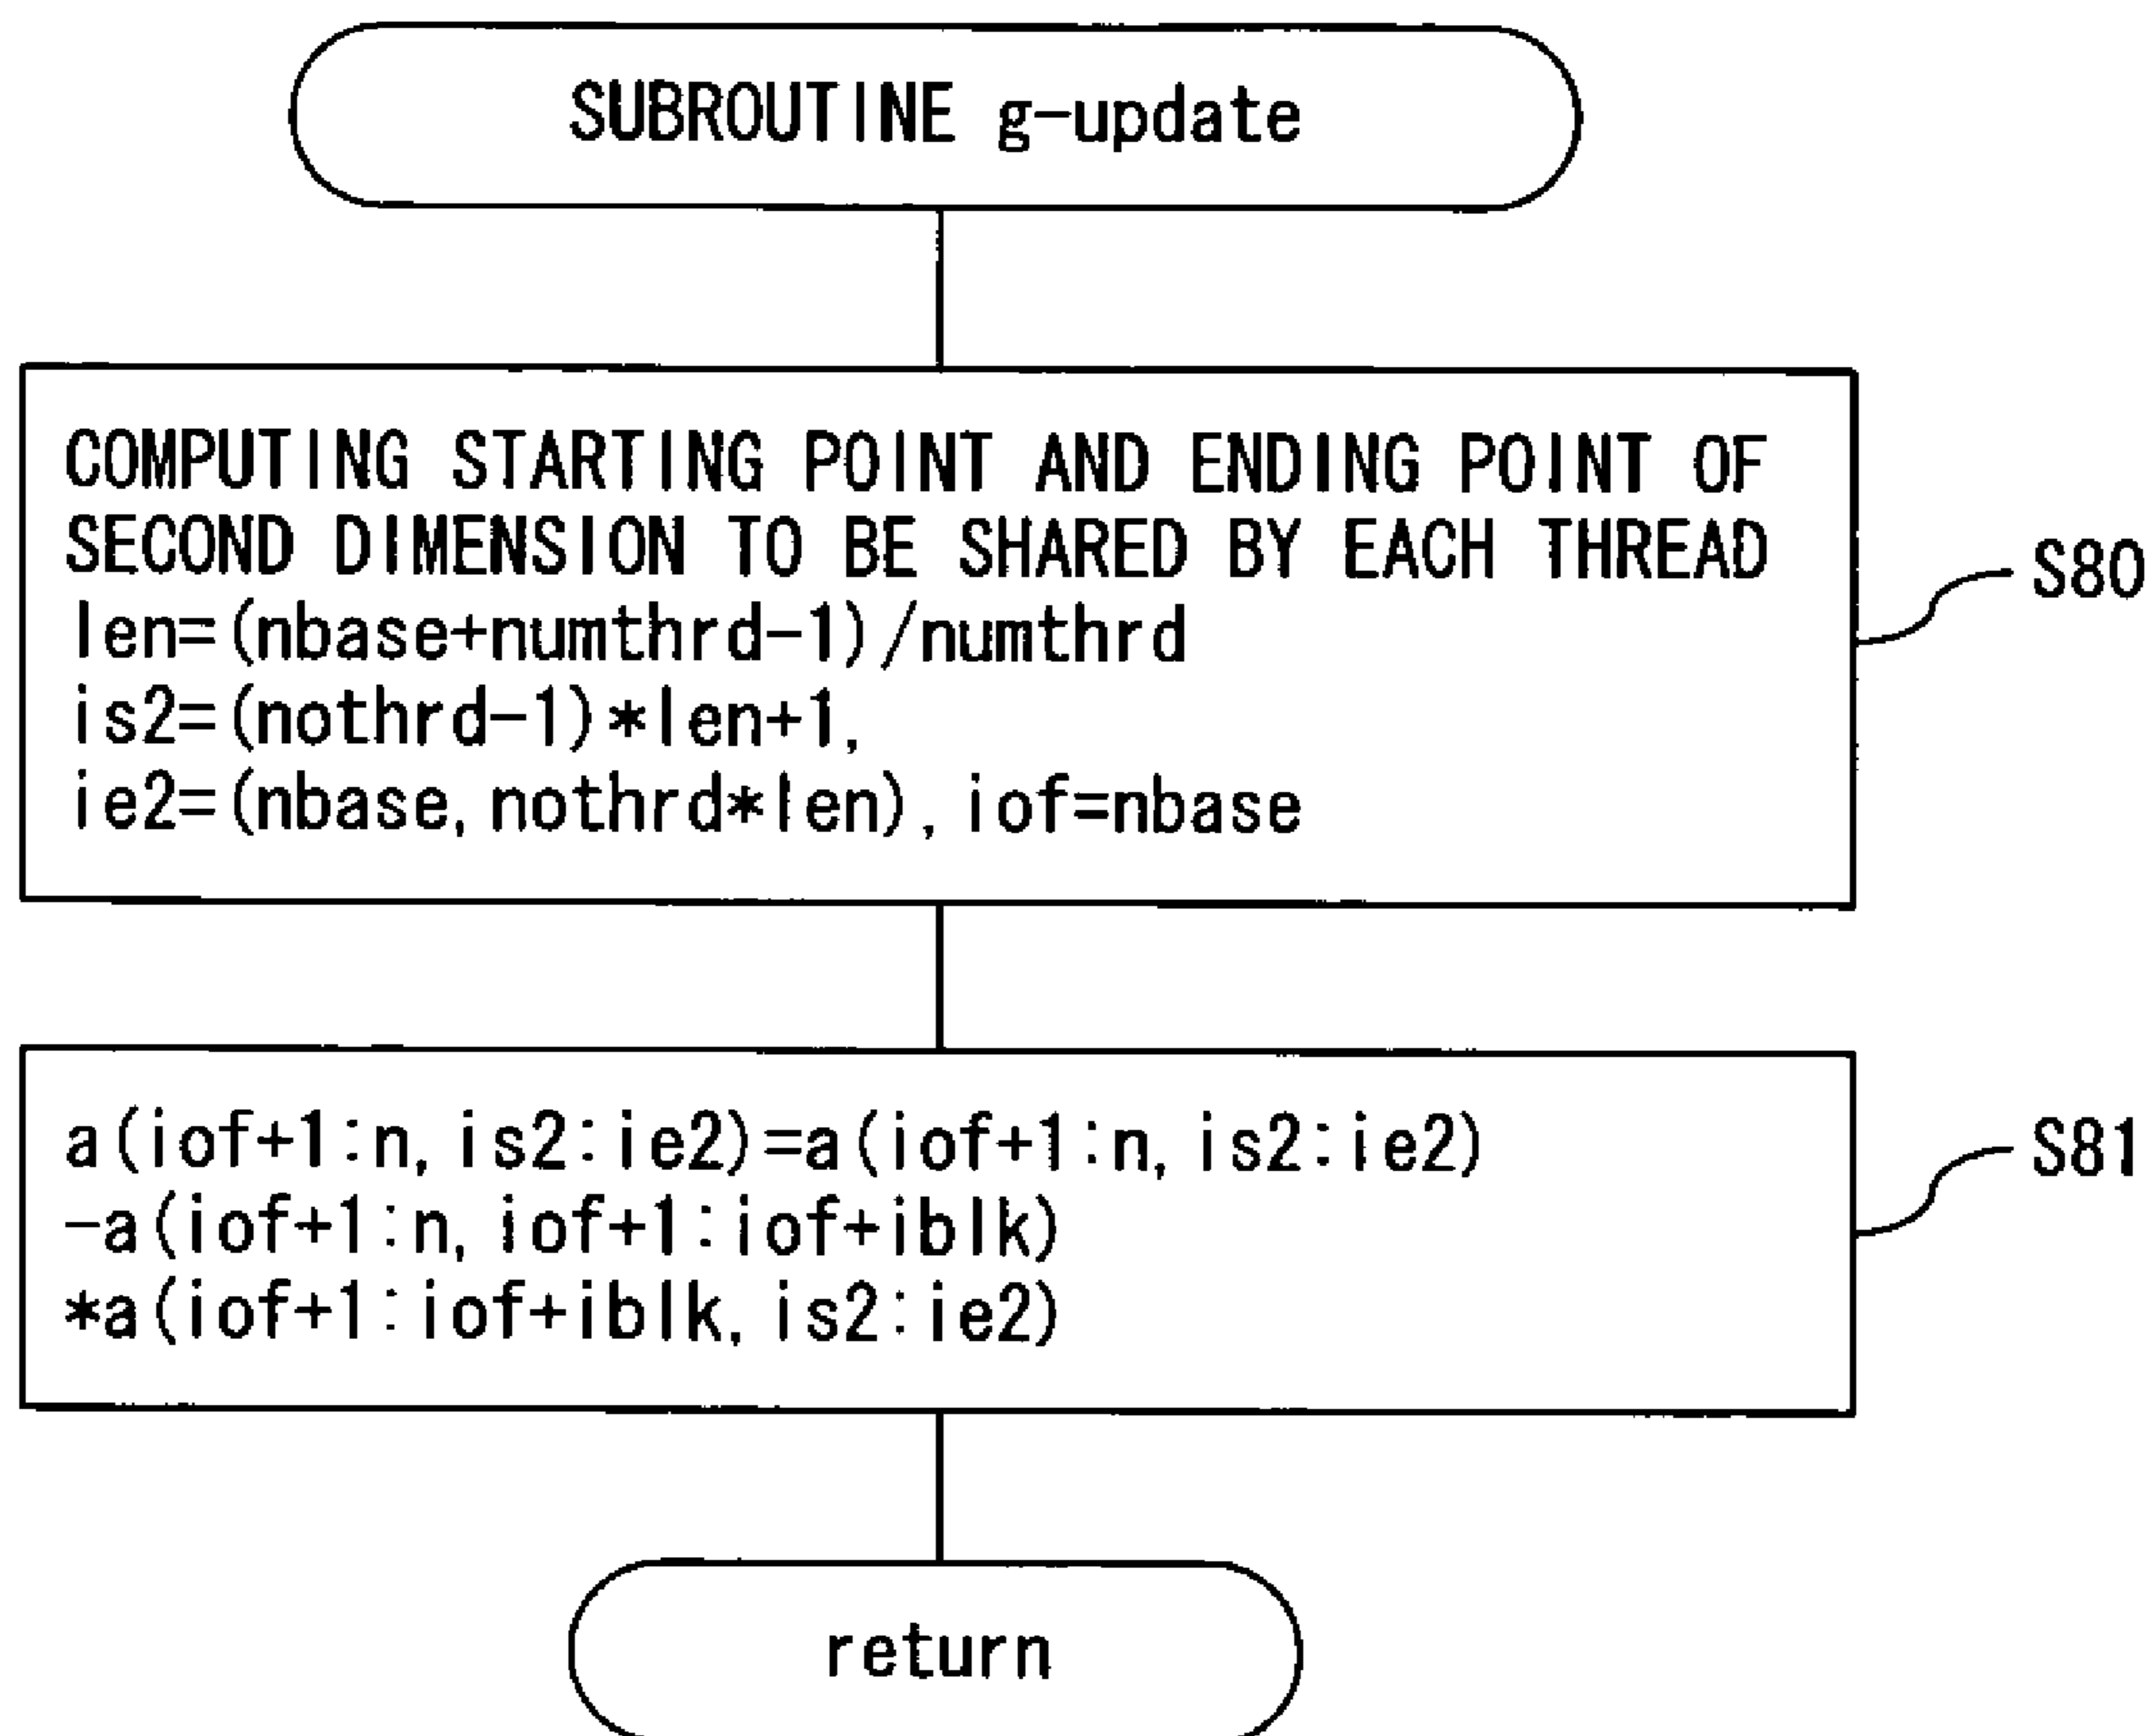 SUBROUTINE g-update
COMPUTING STARTING POINT AND ENDING POINT OF
SECOND DIMENSION TO BE SHARED BY EACH THREAD
len=(nbase+numthrd-1)/numthrd
is2=(nothrd-1)*len+1,
ie2=(nbase,nothrd*len), iof=nbase
S80
a(iof+1:n, is2:ie2)=a(iof+1:n, is2:ie2)
-a(iof+1:n, iof+1:iof+iblk)
*a(iof+1:iof+iblk, is2:ie2)
S81
return